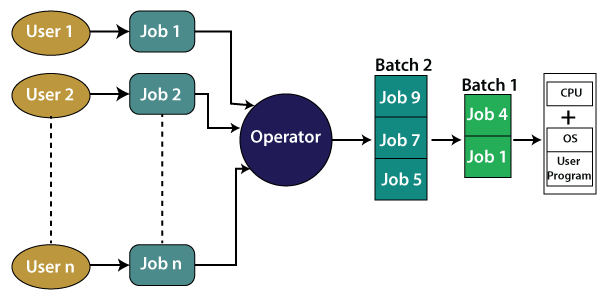 User 1
Job 1
User 2
Job 2
User n
Job n
Operator
Batch 2
Job 9
Job 7
Job 5
Batch 1
Job 4
Job 1
CPU
+
OS
User
Program